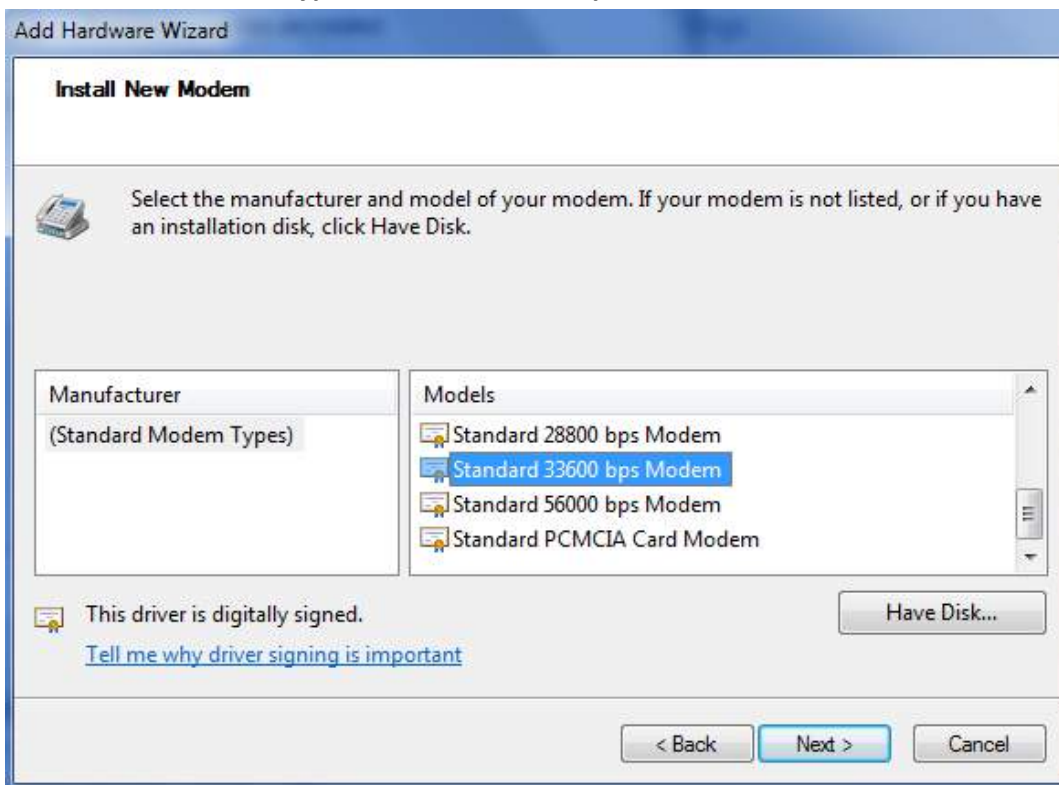 Add Hardware Wizard
Install New Modem
Select the manufacturer and model of your modem. If your modem is not listed, or if you have
an installation disk, click Have Disk.
Manufacturer
(Standard Modem Types)
Models
Standard 28800 bps Modem
Standard 33600 bps Modem
Standard 56000 bps Modem
Standard PCMCIA Card Modem
This driver is digitally signed.
Tell me why driver signing is important
Have Disk...
< Back
Next >
Cancel